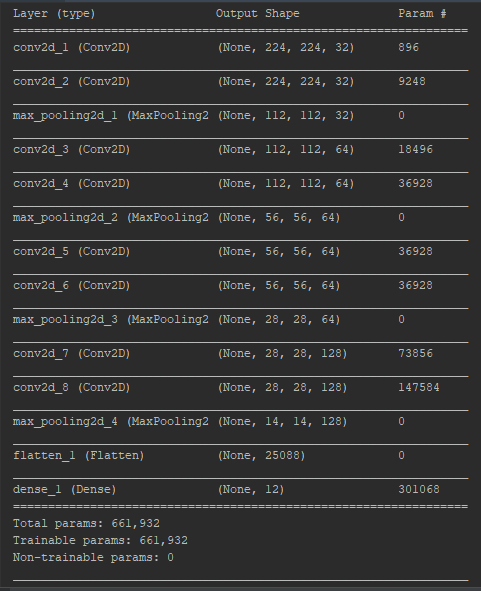 Layer (type) Output Shape Param #
conv2d_1 (Conv2D) (None, 224, 224, 32) 896
conv2d_2 (Conv2D) (None, 224, 224, 32) 9248
max_pooling2d_1 (MaxPooling2 (None, 112, 112, 32) 0
conv2d_3 (Conv2D) (None, 112, 112, 64) 18496
conv2d_4 (Conv2D) (None, 112, 112, 64) 36928
max_pooling2d_2 (MaxPooling2 (None, 56, 56, 64) 0
conv2d_5 (Conv2D) (None, 56, 56, 64) 36928
conv2d_6 (Conv2D) (None, 56, 56, 64) 36928
max_pooling2d_3 (MaxPooling2 (None, 28, 28, 64) 0
conv2d_7 (Conv2D) (None, 28, 28, 128) 73856
conv2d_8 (Conv2D) (None, 28, 28, 128) 147584
max_pooling2d_4 (MaxPooling2 (None, 14, 14, 128) 0
flatten_1 (Flatten) (None, 25088) 0
dense_1 (Dense) (None, 12) 301068
Total params: 661,932
Trainable params: 661,932
Non-trainable params: 0